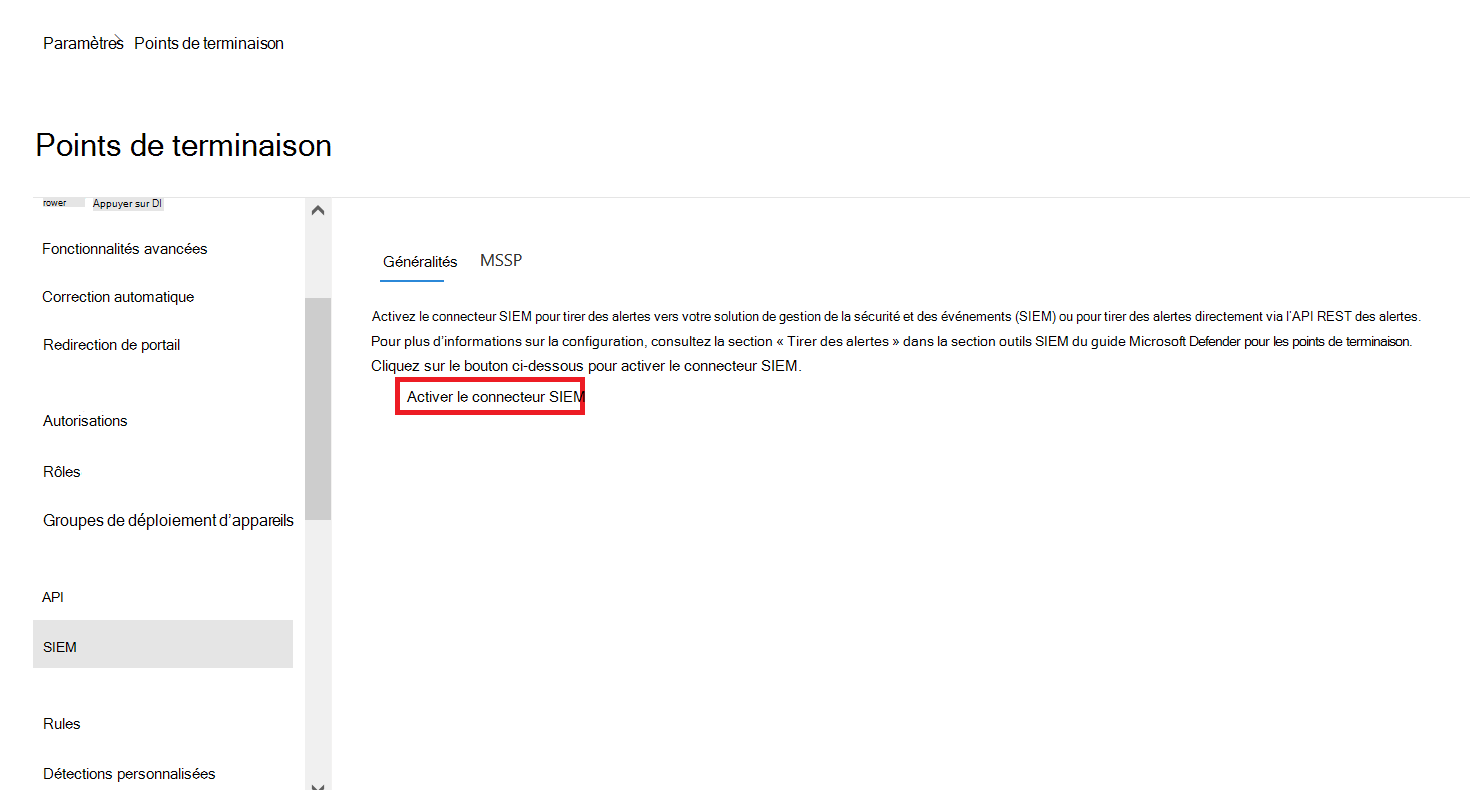 Paramètres Points de terminaison
Points de terminaison
rower Appuyer sur DI
Fonctionnalités avancées
Correction automatique
Redirection de portail
Autorisations
Rôles
Groupes de déploiement d’appareils
API
SIEM
Rules
Détections personnalisées
Généralités MSSP
Activez le connecteur SIEM pour tirer des alertes vers votre solution de gestion de la sécurité et des événements (SIEM) ou pour tirer des alertes directement via l’API REST des alertes.
Pour plus d’informations sur la configuration, consultez la section « Tirer des alertes » dans la section outils SIEM du guide Microsoft Defender pour les points de terminaison.
Cliquez sur le bouton ci-dessous pour activer le connecteur SIEM.
Activer le connecteur SIEM